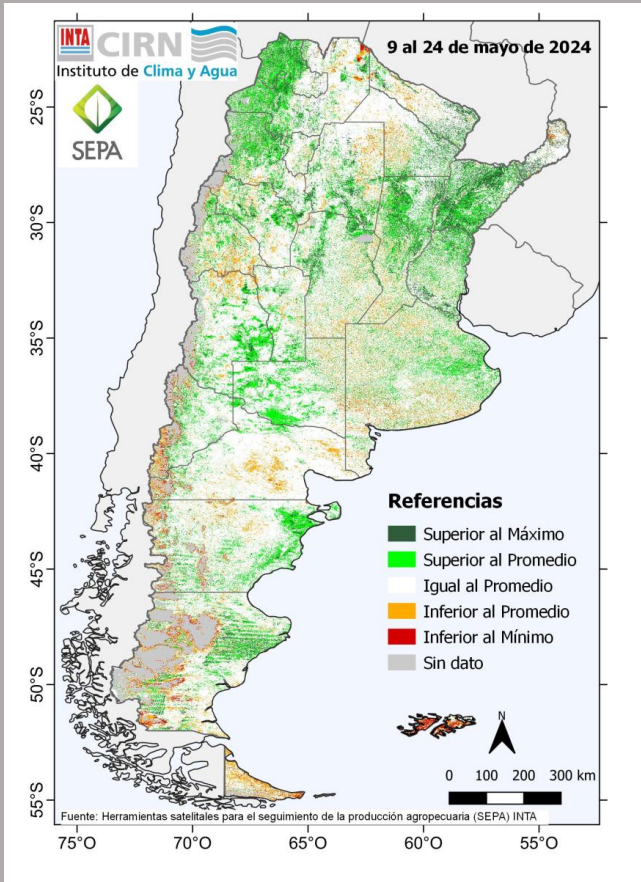 INTA CIRN
Instituto de Clima y Agua
SEPA
9 al 24 de mayo de 2024
25°S
30°S
35°S
40°S
45°S
50°S
55°S
Referencias
Superior al Máximo
Superior al Promedio
Igual al Promedio
Inferior al Promedio
Inferior al Mínimo
Sin dato
N
0 100 200 300 km
Fuente: Herramientas satelitales para el seguimiento de la producción agropecuaria (SEPA) INTA
75°O 70°O 65°O 60°O 55°O